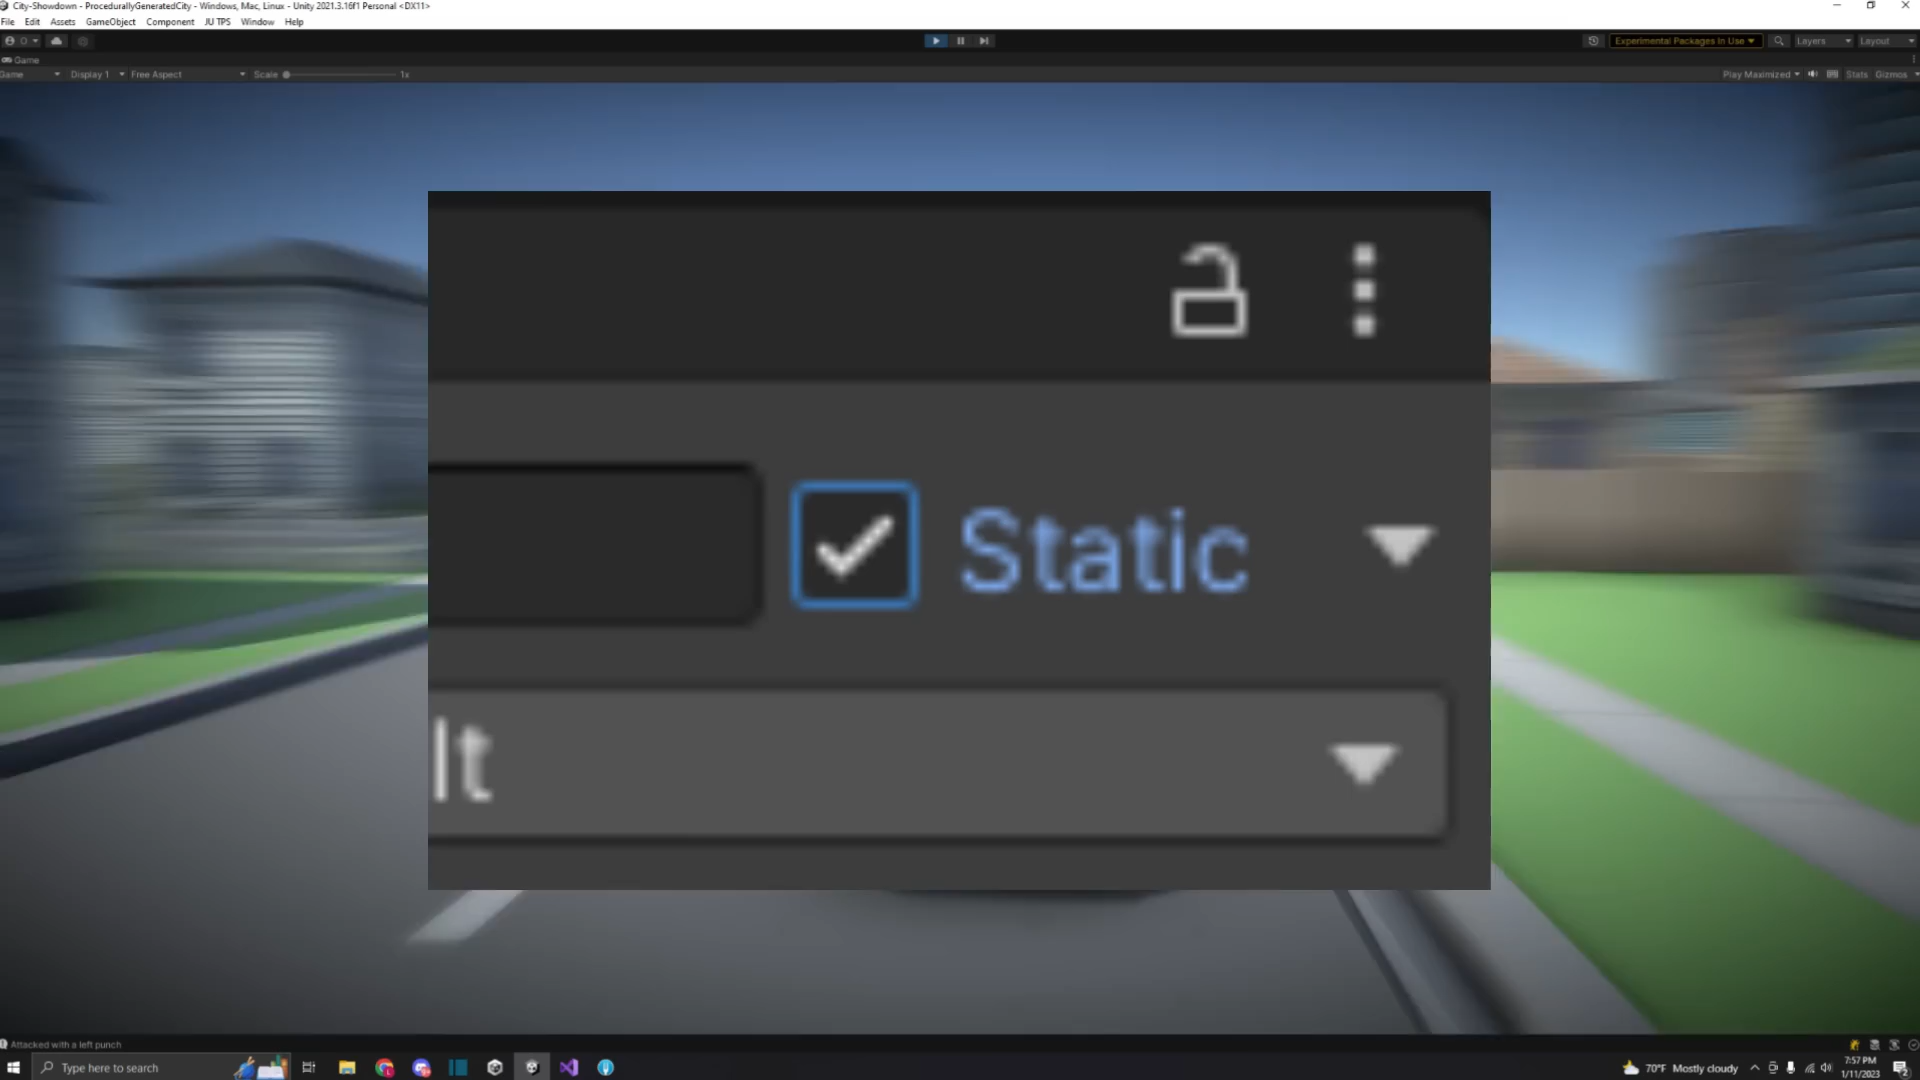 City-Showdown - ProcedurallyGeneratedCity - Windows, Mac, Linux - Unity 2021.3.16f1 Personal <DX11>
File Edit Assets GameObject Component JU TPS Window Help
Experimental Packages In Use Layers Layout
Game
Game Display 1 Free Aspect Scale 1x Play Maximized Stats Gizmos
Static
lt
Attacked with a left punch
Type here to search 70°F Mostly cloudy 7:57 PM
1/11/2023